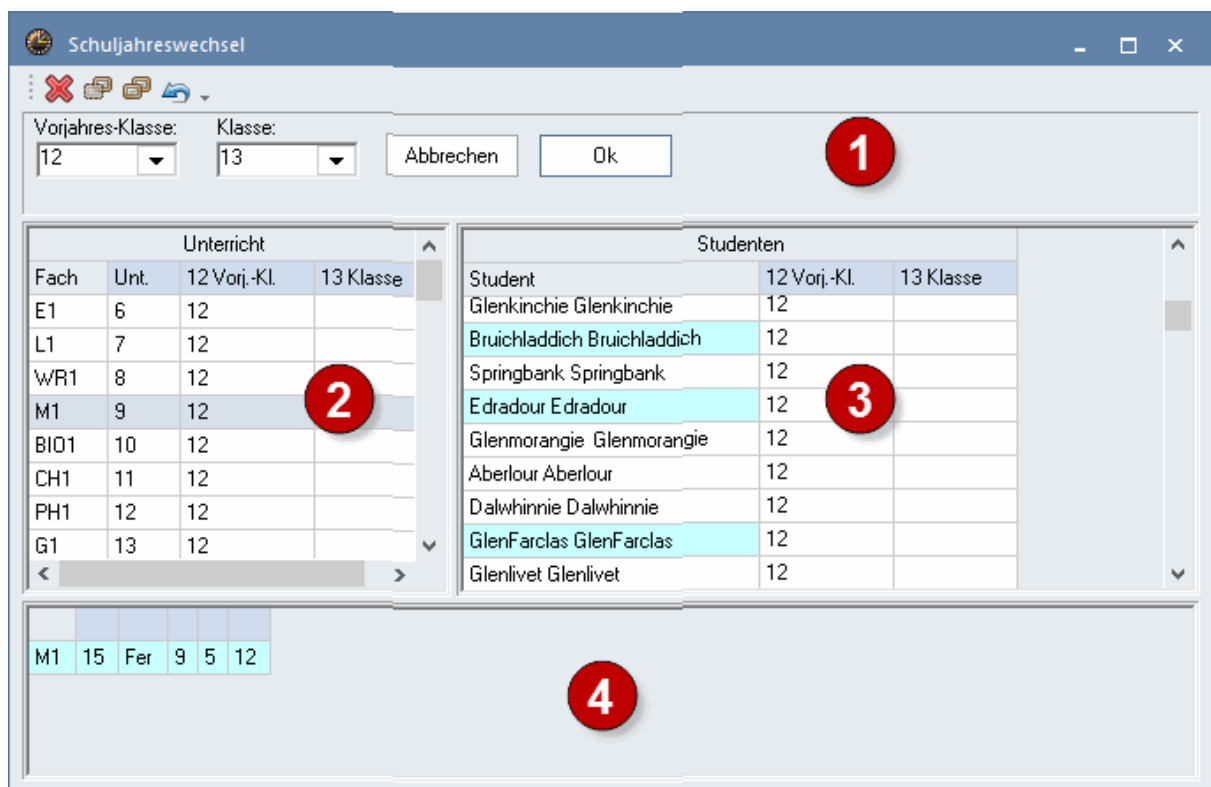 Schuljahreswechsel
Vorjahres-Klasse: Klasse:
12 13 Abbrechen Ok
1
Unterricht
Fach Unt. 12 Vorj.-Kl. 13 Klasse
E1 6 12
L1 7 12
WR1 8 12
M1 9 12
BIO1 10 12
CH1 11 12
PH1 12 12
G1 13 12
2
Studenten
Student 12 Vorj.-Kl. 13 Klasse
Glenkinchie Glenkinchie 12
Bruichladdich Bruichladdich 12
Springbank Springbank 12
Edradour Edradour 12
Glenmorangie Glenmorangie 12
Aberlour Aberlour 12
Dalwhinnie Dalwhinnie 12
GlenFarclas GlenFarclas 12
Glenlivet Glenlivet 12
3
M1 15 Fer 9 5 12
4